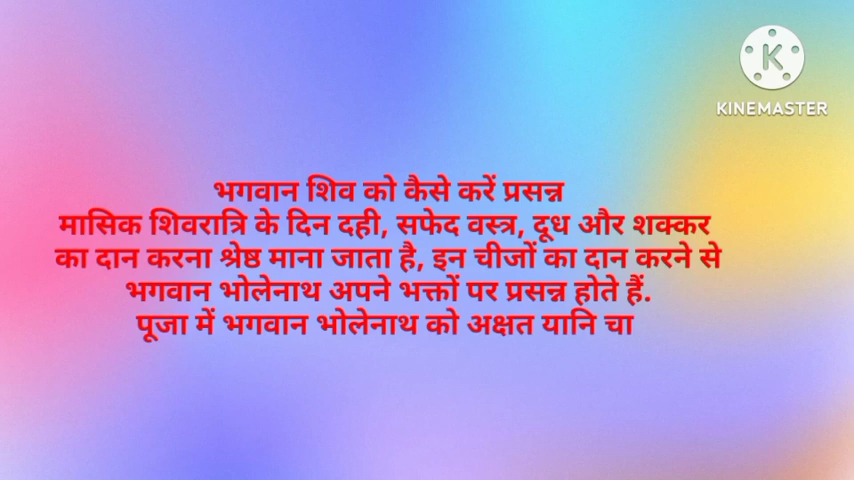 K
KINEMASTER
भगवान शिव को कैसे करें प्रसन्न
मासिक शिवरात्रि के दिन दही, सफेद वस्त्र, दूध और शक्कर
का दान करना श्रेष्ठ माना जाता है, इन चीजों का दान करने से
भगवान भोलेनाथ अपने भक्तों पर प्रसन्न होते हैं.
पूजा में भगवान भोलेनाथ को अक्षत यानि चा